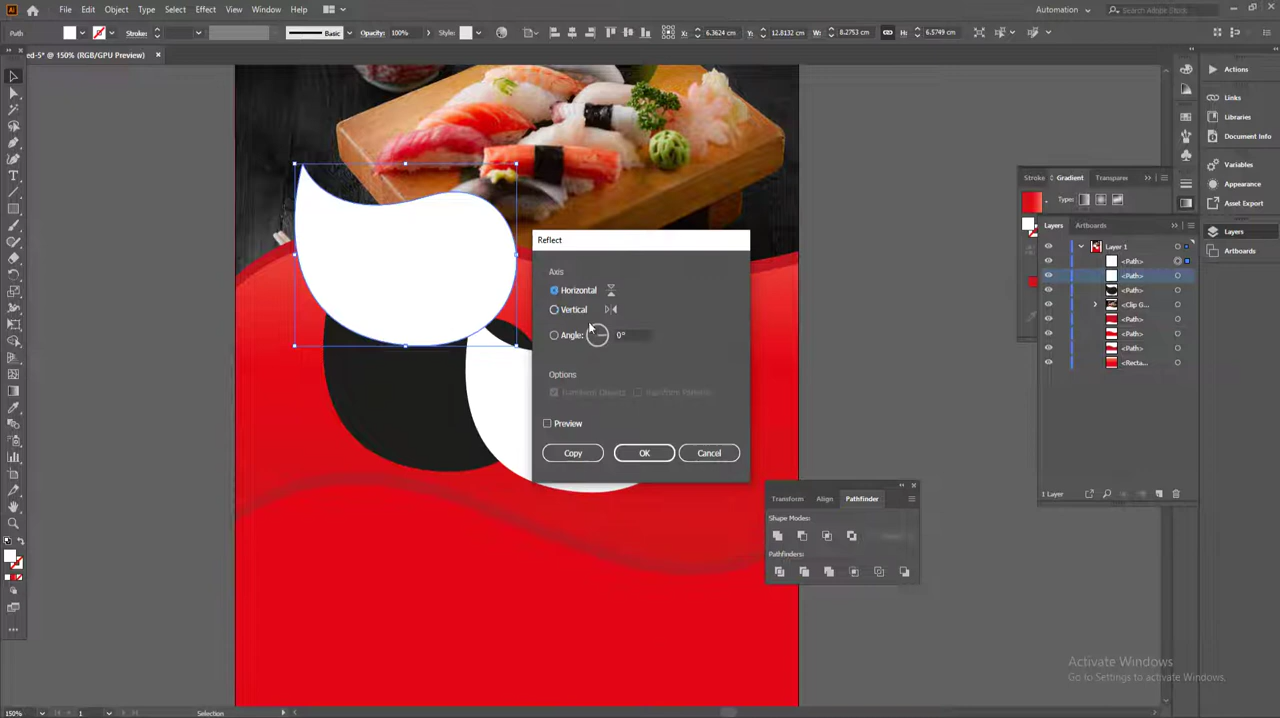 File Edit Object Type Select Effect View Window Help
Automation
Search Adobe Stock
Path
Stroke:
Basic
Opacity: 100%
Style:
X: 6.3624 cm
Y: 12.8132 cm
W: 8.2753 cm
H: 6.5749 cm
ed-5* @ 150% (RGB/GPU Preview)
Actions
Links
Libraries
Document Info
Variables
Appearance
Asset Export
Layers
Artboards
Stroke
Gradient
Transparer
Type:
Layers
Artboards
Layer 1
<Path>
<Path>
<Path>
<Clip G...
<Path>
<Path>
<Path>
<Recta...
1 Layer
Reflect
Axis
Horizontal
Vertical
Angle:
0°
Options
Transform Objects
Transform Patterns
Preview
Copy
OK
Cancel
Transform
Align
Pathfinder
Shape Modes:
Pathfinders:
Activate Windows
Go to Settings to activate Windows.
150%
1
Selection